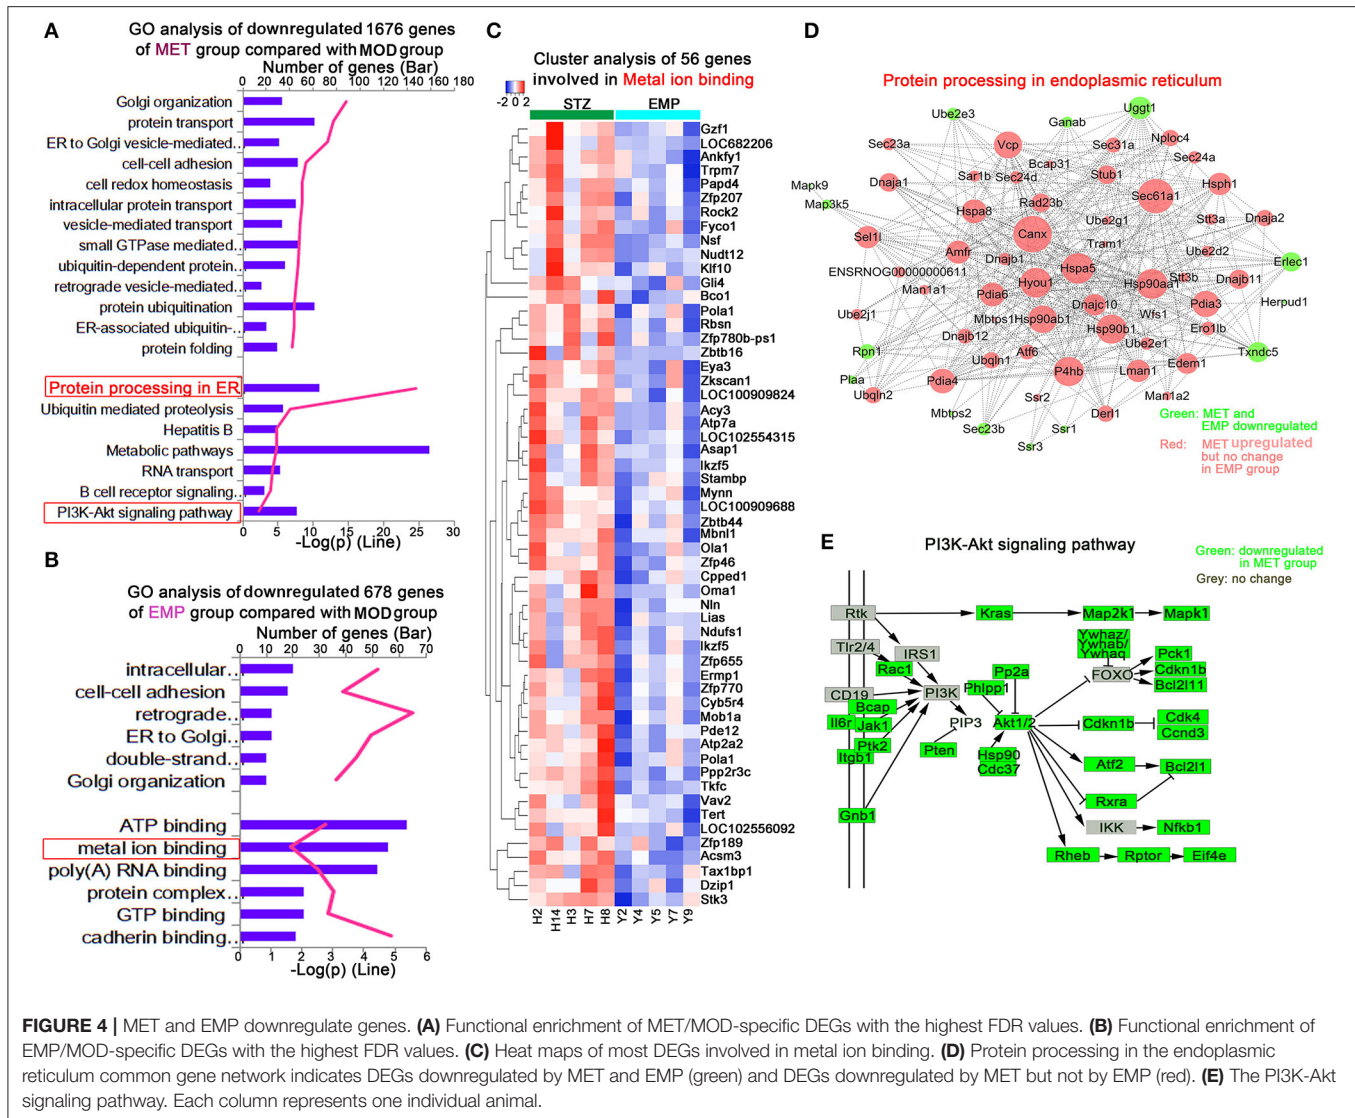 A
GO analysis of downregulated 1676 genes
of MET group compared with MOD group
Number of genes (Bar)
0 20 40 60 80 100 120 140 160 180
Golgi organization
protein transport
ER to Golgi vesicle-mediated..
cell-cell adhesion
cell redox homeostasis
intracellular protein transport
vesicle-mediated transport
small GTPase mediated..
ubiquitin-dependent protein..
retrograde vesicle-mediated..
protein ubiquitination
ER-associated ubiquitin-..
protein folding
Protein processing in ER
Ubiquitin mediated proteolysis
Hepatitis B
Metabolic pathways
RNA transport
B cell receptor signaling..
PI3K-Akt signaling pathway
0 5 10 15 20 25 30
-Log(p) (Line)
B
GO analysis of downregulated 678 genes
of EMP group compared with MOD group
Number of genes (Bar)
0 10 20 30 40 50 60 70
intracellular..
cell-cell adhesion
retrograde..
ER to Golgi..
double-strand..
Golgi organization
ATP binding
metal ion binding
poly(A) RNA binding
protein complex..
GTP binding
cadherin binding..
0 1 2 3 4 5 6
-Log(p) (Line)
C
Cluster analysis of 56 genes
involved in Metal ion binding
-2 0 0 2
STZ EMP
Gzf1
LOC682206
Ankfy1
Trpm7
Papd4
Zfp207
Rock2
Fyco1
Nsf
Nudt12
Klf10
Gli4
Bco1
Pola1
Rbsn
Zfp780b-ps1
Zbtb16
Eya3
Zkscan1
LOC100909824
Acy3
Atp7a
LOC102554315
Asap1
Ikzf5
Stambp
Mynn
LOC100909688
Zbtb44
Mbnl1
Ola1
Zfp46
Cpped1
Oma1
Nln
Lias
Ndufs1
Ikzf5
Zfp655
Ermp1
Zfp770
Cyb5r4
Mob1a
Pde12
Atp2a2
Pola1
Ppp2r3c
Tkfc
Vav2
Tert
LOC102556092
Zfp189
Acsm3
Tax1bp1
Dzip1
Stk3
H2 H14 H3 H7 H8 Y2 Y4 Y5 Y7 Y9
D
Protein processing in endoplasmic reticulum
Ube2e3 Ganab Uggt1
Sec23a Vcp Sec31a Nploc4
Bcap31 Sec24a
Mapk9 Dnaja1 Sar1b Sec24d Stub1 Hsph1
Map3k5 Hspa8 Rad23b Sec61a1
Ube2g1 Stt3a Dnaja2
Sel1l Canx Tram1
Amfr Dnajb1 Ube2d2 Erlec1
ENSRNOG00000000611 Hspa5 Stt3b Dnajb11
Man1a1 Hyou1 Hsp90aa1
Pdia6 Dnajc10 Pdia3 Herpud1
Ube2j1 Mbtps1 Hsp90ab1 Wfs1
Dnajb12 Hsp90b1 Ero1lb
Rpn1 Atf6 Ube2e1 Txndc5
Ubqln1 Edem1
Plaa Pdia4 P4hb Lman1
Ubqln2 Ssr2 Man1a2
Mbtps2 Derl1
Sec23b Ssr1
Ssr3
Green: MET and
EMP downregulated
Red: MET upregulated
but no change
in EMP group
E
PI3K-Akt signaling pathway
Green: downregulated
in MET group
Grey: no change
Rtk Kras Map2k1 Mapk1
Tlr2/4 IRS1 Ywhaz/
Ywhab/
Ywhaq Pck1
Rac1 Pp2a FOXO Cdkn1b
CD19 PI3K Phlpp1 Bcl2l11
Bcap
Il6r Jak1 PIP3 Akt1/2 Cdkn1b Cdk4
Ccnd3
Ptk2 Pten Hsp90
Itgb1 Cdc37 Atf2 Bcl2l1
Rxra
Gnb1 IKK Nfkb1
Rheb Rptor Eif4e
FIGURE 4 | MET and EMP downregulate genes. (A) Functional enrichment of MET/MOD-specific DEGs with the highest FDR values. (B) Functional enrichment of
EMP/MOD-specific DEGs with the highest FDR values. (C) Heat maps of most DEGs involved in metal ion binding. (D) Protein processing in the endoplasmic
reticulum common gene network indicates DEGs downregulated by MET and EMP (green) and DEGs downregulated by MET but not by EMP (red). (E) The PI3K-Akt
signaling pathway. Each column represents one individual animal.